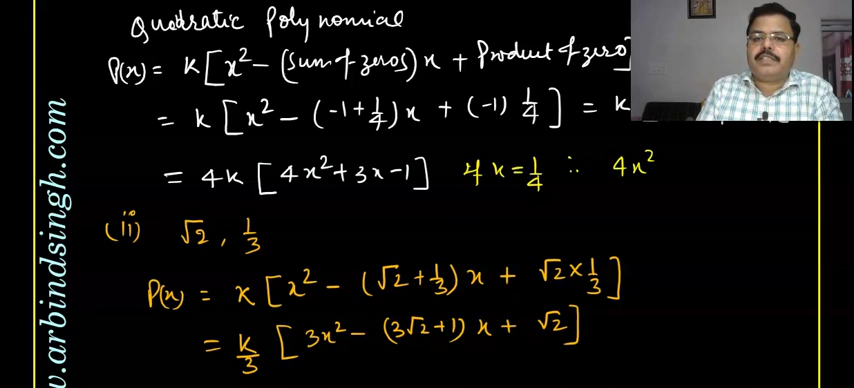 Quadratic Polynomial
P(x) = K[x² - (Sum of zeros)x + Product of zero]
= K[x² - (-1+1/4)x + (-1) 1/4] = K
= 4K[4x²+3x-1] 4K=1/4 ∴ 4x²
(ii) √2, 1/3
P(x) = K[x² - (√2+1/3)x + √2×1/3]
= K/3 [3x² - (3√2+1)x + √2]
w.arbindsingh.com